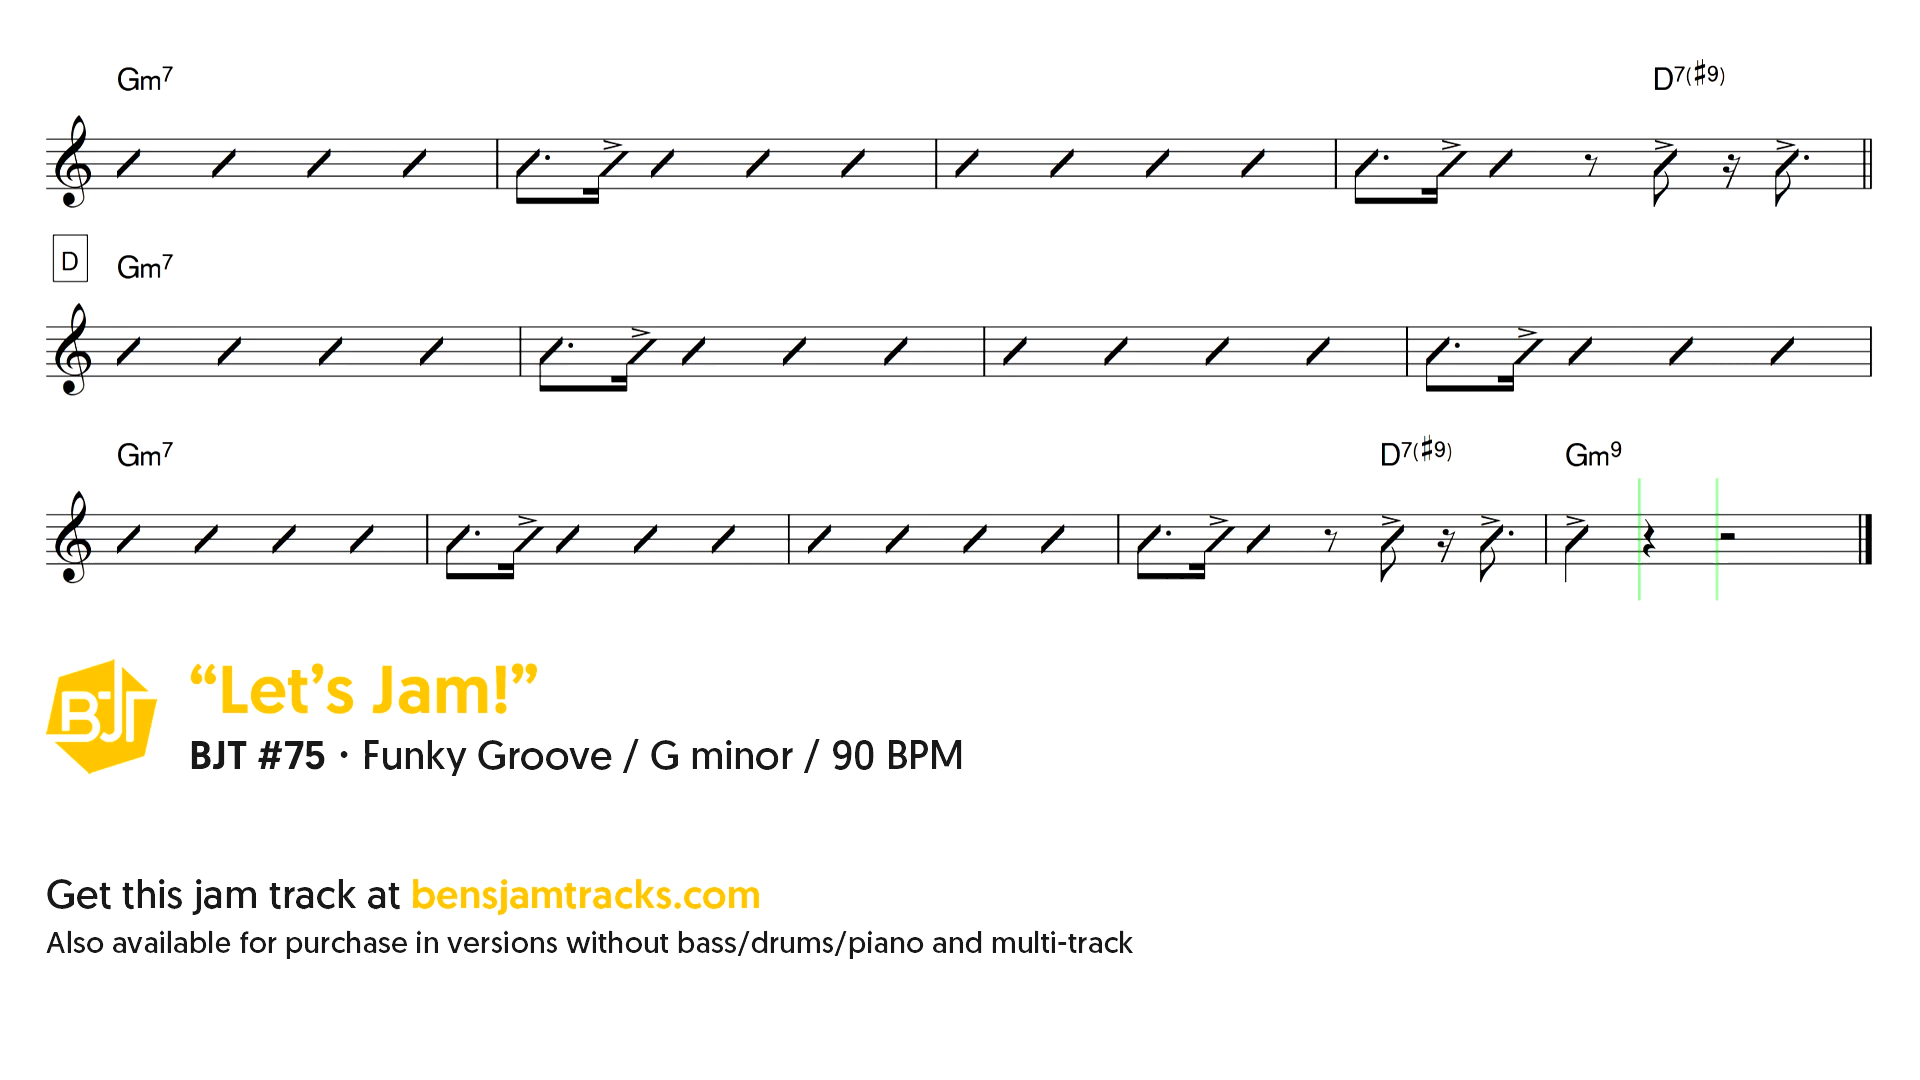 Gm7 D7(♯9)
D Gm7
Gm7 D7(♯9) Gm9
BJT
“Let’s Jam!”
BJT #75 · Funky Groove / G minor / 90 BPM
Get this jam track at bensjamtracks.com
Also available for purchase in versions without bass/drums/piano and multi-track